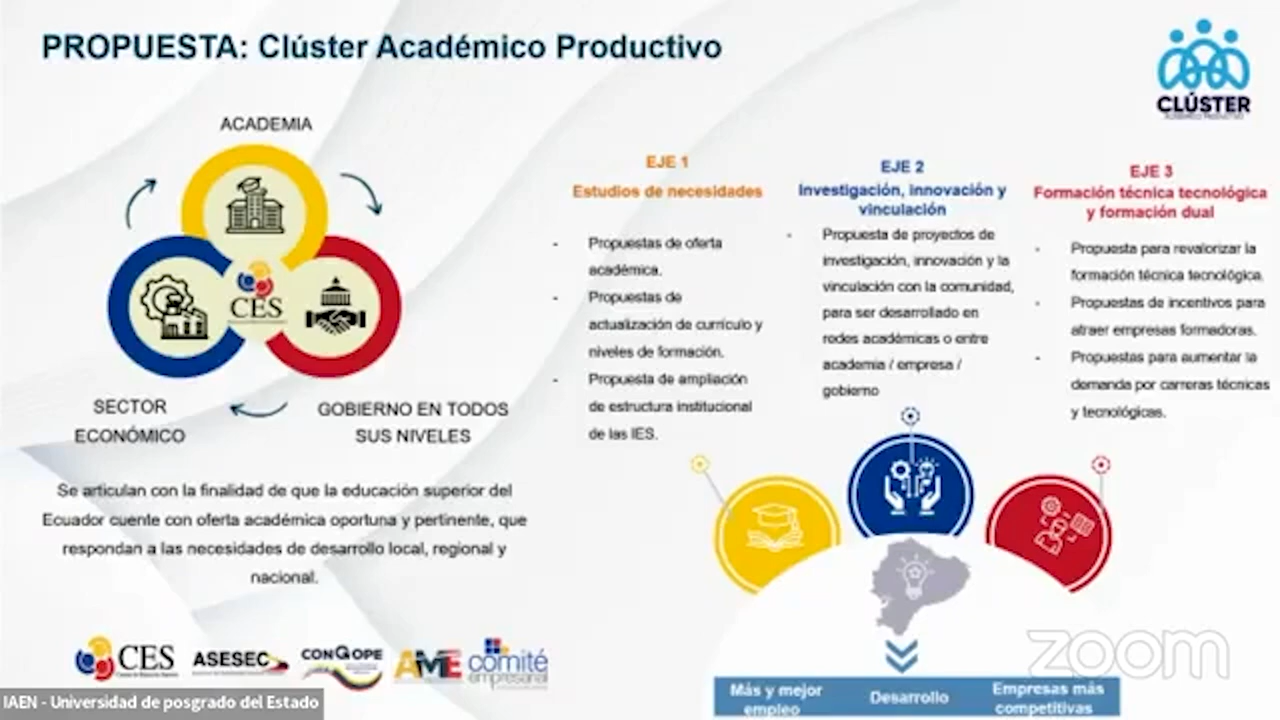 PROPUESTA: Clúster Académico Productivo
CLÚSTER
ACADÉMICO PRODUCTIVO
ACADEMIA
CES
SECTOR
ECONÓMICO
GOBIERNO EN TODOS
SUS NIVELES
Se articulan con la finalidad de que la educación superior del
Ecuador cuente con oferta académica oportuna y pertinente, que
respondan a las necesidades de desarrollo local, regional y
nacional.
EJE 1
Estudios de necesidades
- Propuestas de oferta
académica.
- Propuestas de
actualización de currículo y
niveles de formación.
- Propuesta de ampliación
de estructura institucional
de las IES.
EJE 2
Investigación, innovación y
vinculación
- Propuesta de proyectos de
investigación, innovación y la
vinculación con la comunidad,
para ser desarrollado en
redes académicas o entre
academia / empresa /
gobierno
EJE 3
Formación técnica tecnológica
y formación dual
- Propuesta para revalorizar la
formación técnica tecnológica.
- Propuestas de incentivos para
atraer empresas formadoras.
- Propuestas para aumentar la
demanda por carreras técnicas
y tecnológicas.
Más y mejor
empleo
Desarrollo
Empresas más
competitivas
CES
ASESEC
CONGOPE
AME
comité
empresarial
zoom
IAEN - Universidad de posgrado del Estado